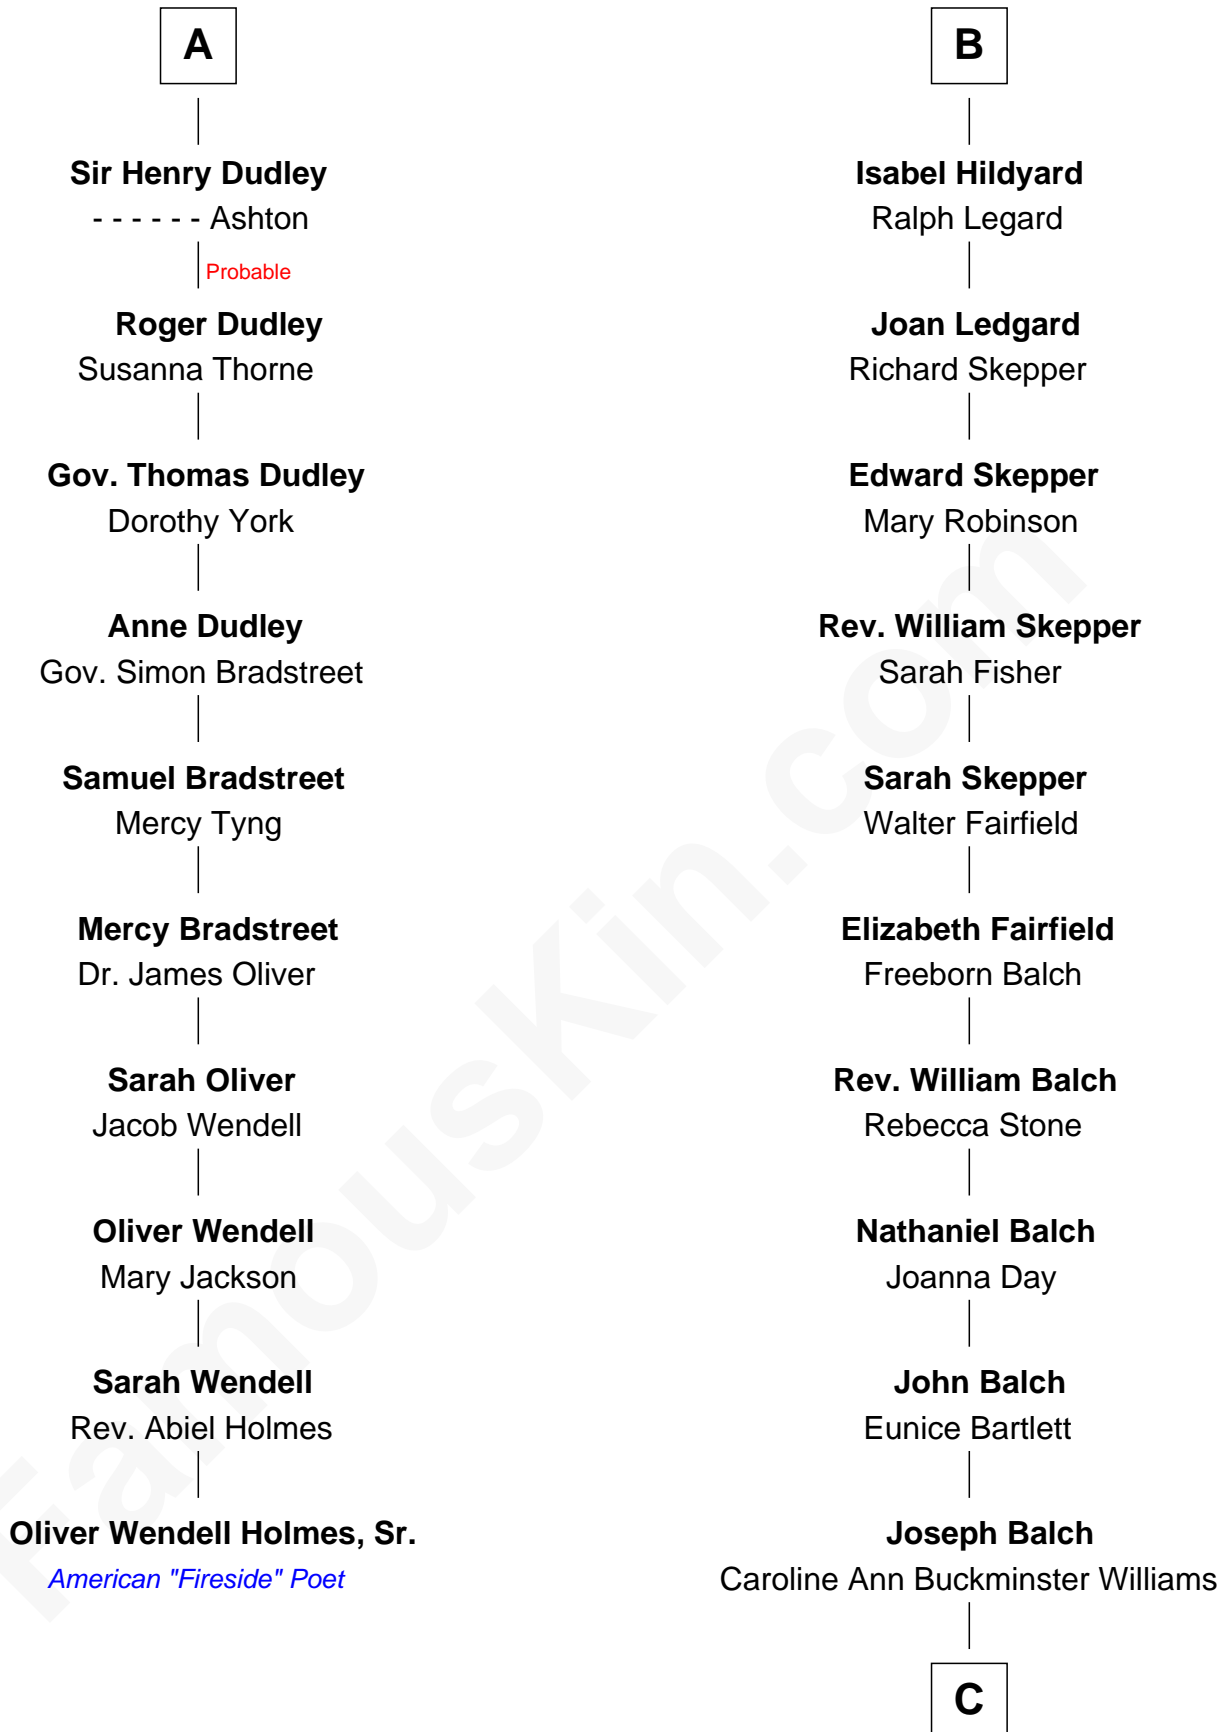 A
Sir Henry Dudley
- - - - - - Ashton
Probable
Roger Dudley
Susanna Thorne
Gov. Thomas Dudley
Dorothy York
Anne Dudley
Gov. Simon Bradstreet
Samuel Bradstreet
Mercy Tyng
Mercy Bradstreet
Dr. James Oliver
Sarah Oliver
Jacob Wendell
Oliver Wendell
Mary Jackson
Sarah Wendell
Rev. Abiel Holmes
Oliver Wendell Holmes, Sr.
American "Fireside" Poet
B
Isabel Hildyard
Ralph Legard
Joan Ledgard
Richard Skepper
Edward Skepper
Mary Robinson
Rev. William Skepper
Sarah Fisher
Sarah Skepper
Walter Fairfield
Elizabeth Fairfield
Freeborn Balch
Rev. William Balch
Rebecca Stone
Nathaniel Balch
Joanna Day
John Balch
Eunice Bartlett
Joseph Balch
Caroline Ann Buckminster Williams
C
FamousKin.com